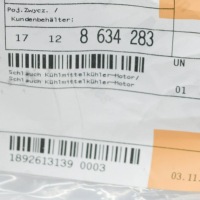 Poj.Zwycz. /
Kundenbehälter:
17 12 8 634 283
UN
Schlauch Kühlmittelkühler-Motor/
Schlauch Kühlmittelkühler-Motor
01
1892613139 0003
03.11